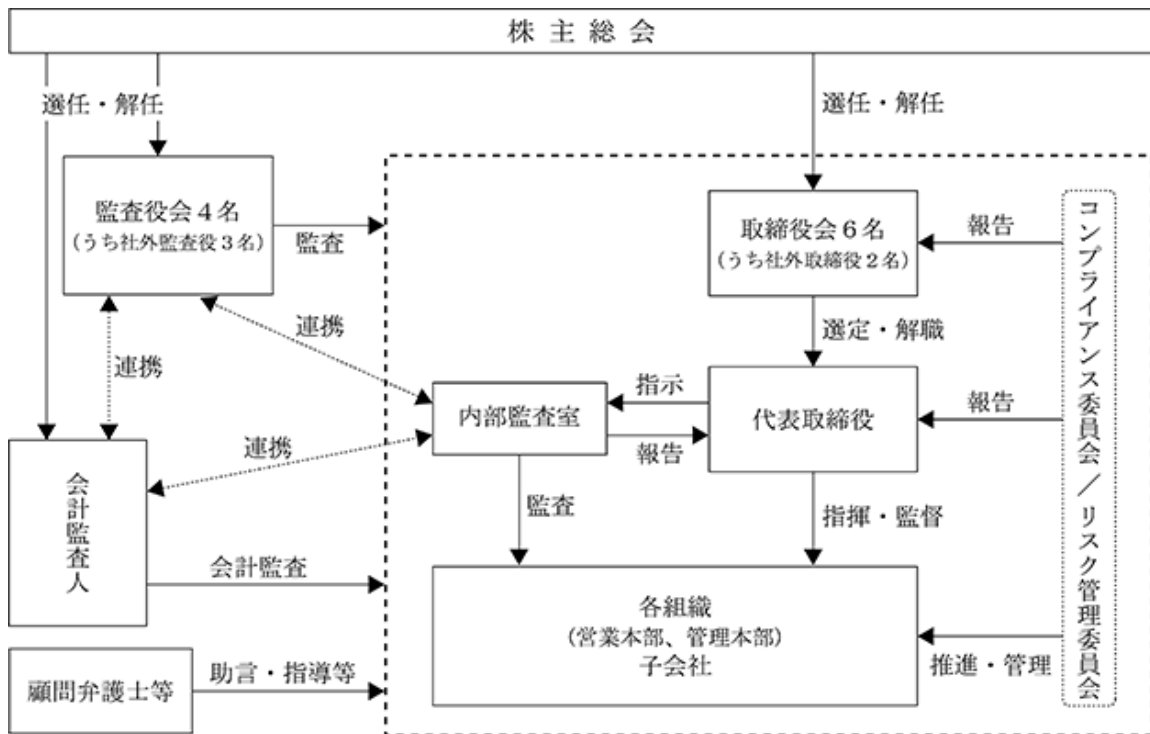 株主総会
選任・解任
選任・解任
監査役会4名
(うち社外監査役3名)
監査
取締役会6名
(うち社外取締役2名)
報告
コンプライアンス委員会/リスク管理委員会
連携
連携
選定・解職
内部監査室
指示
報告
代表取締役
報告
連携
会計監査人
監査
指揮・監督
会計監査
各組織
(営業本部、管理本部)
子会社
推進・管理
顧問弁護士等
助言・指導等